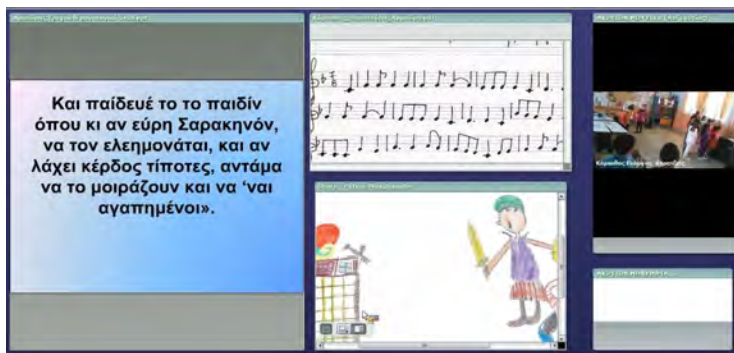 Και παίδευέ το το παιδίν
όπου κι αν εύρη Σαρακηνόν,
να τον ελεημονάται, και αν
λάχει κέρδος τίποτες, αντάμα
να το μοιράζουν και να ‘ναι
αγαπημένοι».